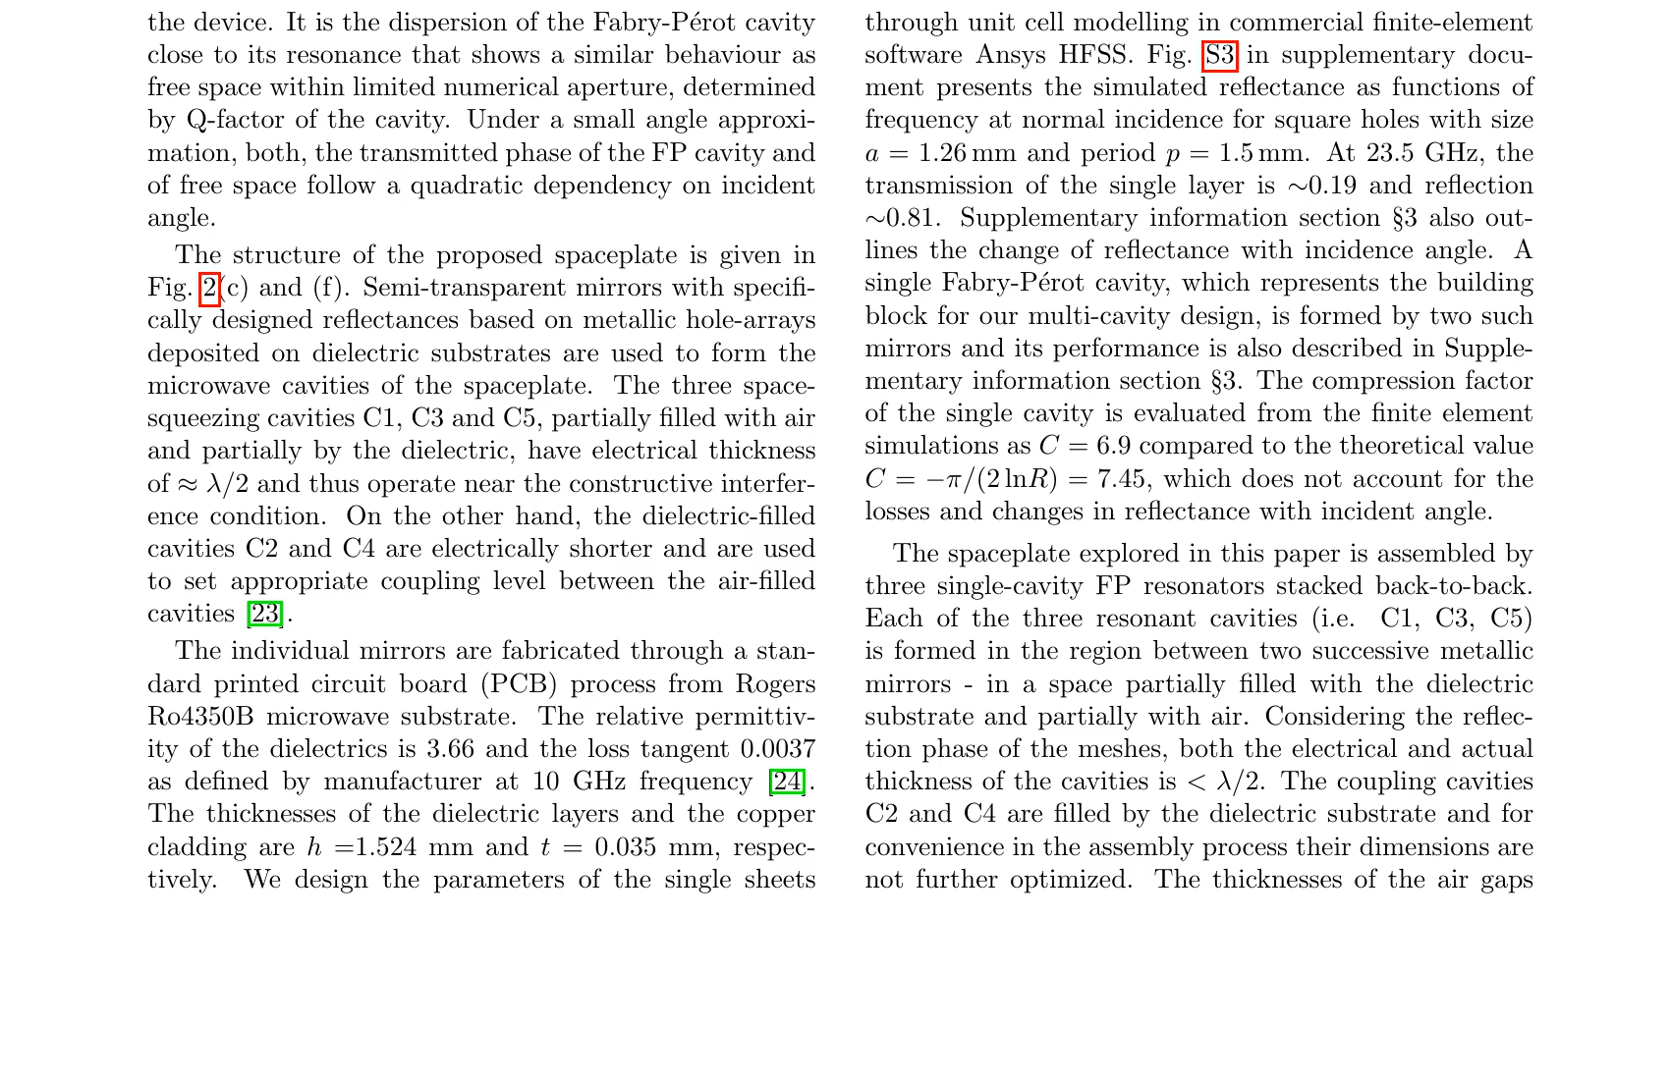 the device. It is the dispersion of the Fabry-Pérot cavity
close to its resonance that shows a similar behaviour as
free space within limited numerical aperture, determined
by Q-factor of the cavity. Under a small angle approxi-
mation, both, the transmitted phase of the FP cavity and
of free space follow a quadratic dependency on incident
angle.
The structure of the proposed spaceplate is given in
Fig. 2(c) and (f). Semi-transparent mirrors with specifi-
cally designed reflectances based on metallic hole-arrays
deposited on dielectric substrates are used to form the
microwave cavities of the spaceplate. The three space-
squeezing cavities C1, C3 and C5, partially filled with air
and partially by the dielectric, have electrical thickness
of ≈ λ/2 and thus operate near the constructive interfer-
ence condition. On the other hand, the dielectric-filled
cavities C2 and C4 are electrically shorter and are used
to set appropriate coupling level between the air-filled
cavities [23].
The individual mirrors are fabricated through a stan-
dard printed circuit board (PCB) process from Rogers
Ro4350B microwave substrate. The relative permittiv-
ity of the dielectrics is 3.66 and the loss tangent 0.0037
as defined by manufacturer at 10 GHz frequency [24].
The thicknesses of the dielectric layers and the copper
cladding are h =1.524 mm and t = 0.035 mm, respec-
tively. We design the parameters of the single sheets
through unit cell modelling in commercial finite-element
software Ansys HFSS. Fig. S3 in supplementary docu-
ment presents the simulated reflectance as functions of
frequency at normal incidence for square holes with size
a = 1.26 mm and period p = 1.5 mm. At 23.5 GHz, the
transmission of the single layer is ∼0.19 and reflection
∼0.81. Supplementary information section §3 also out-
lines the change of reflectance with incidence angle. A
single Fabry-Pérot cavity, which represents the building
block for our multi-cavity design, is formed by two such
mirrors and its performance is also described in Supple-
mentary information section §3. The compression factor
of the single cavity is evaluated from the finite element
simulations as C = 6.9 compared to the theoretical value
C = −π/(2 lnR) = 7.45, which does not account for the
losses and changes in reflectance with incident angle.
The spaceplate explored in this paper is assembled by
three single-cavity FP resonators stacked back-to-back.
Each of the three resonant cavities (i.e. C1, C3, C5)
is formed in the region between two successive metallic
mirrors - in a space partially filled with the dielectric
substrate and partially with air. Considering the reflec-
tion phase of the meshes, both the electrical and actual
thickness of the cavities is < λ/2. The coupling cavities
C2 and C4 are filled by the dielectric substrate and for
convenience in the assembly process their dimensions are
not further optimized. The thicknesses of the air gaps